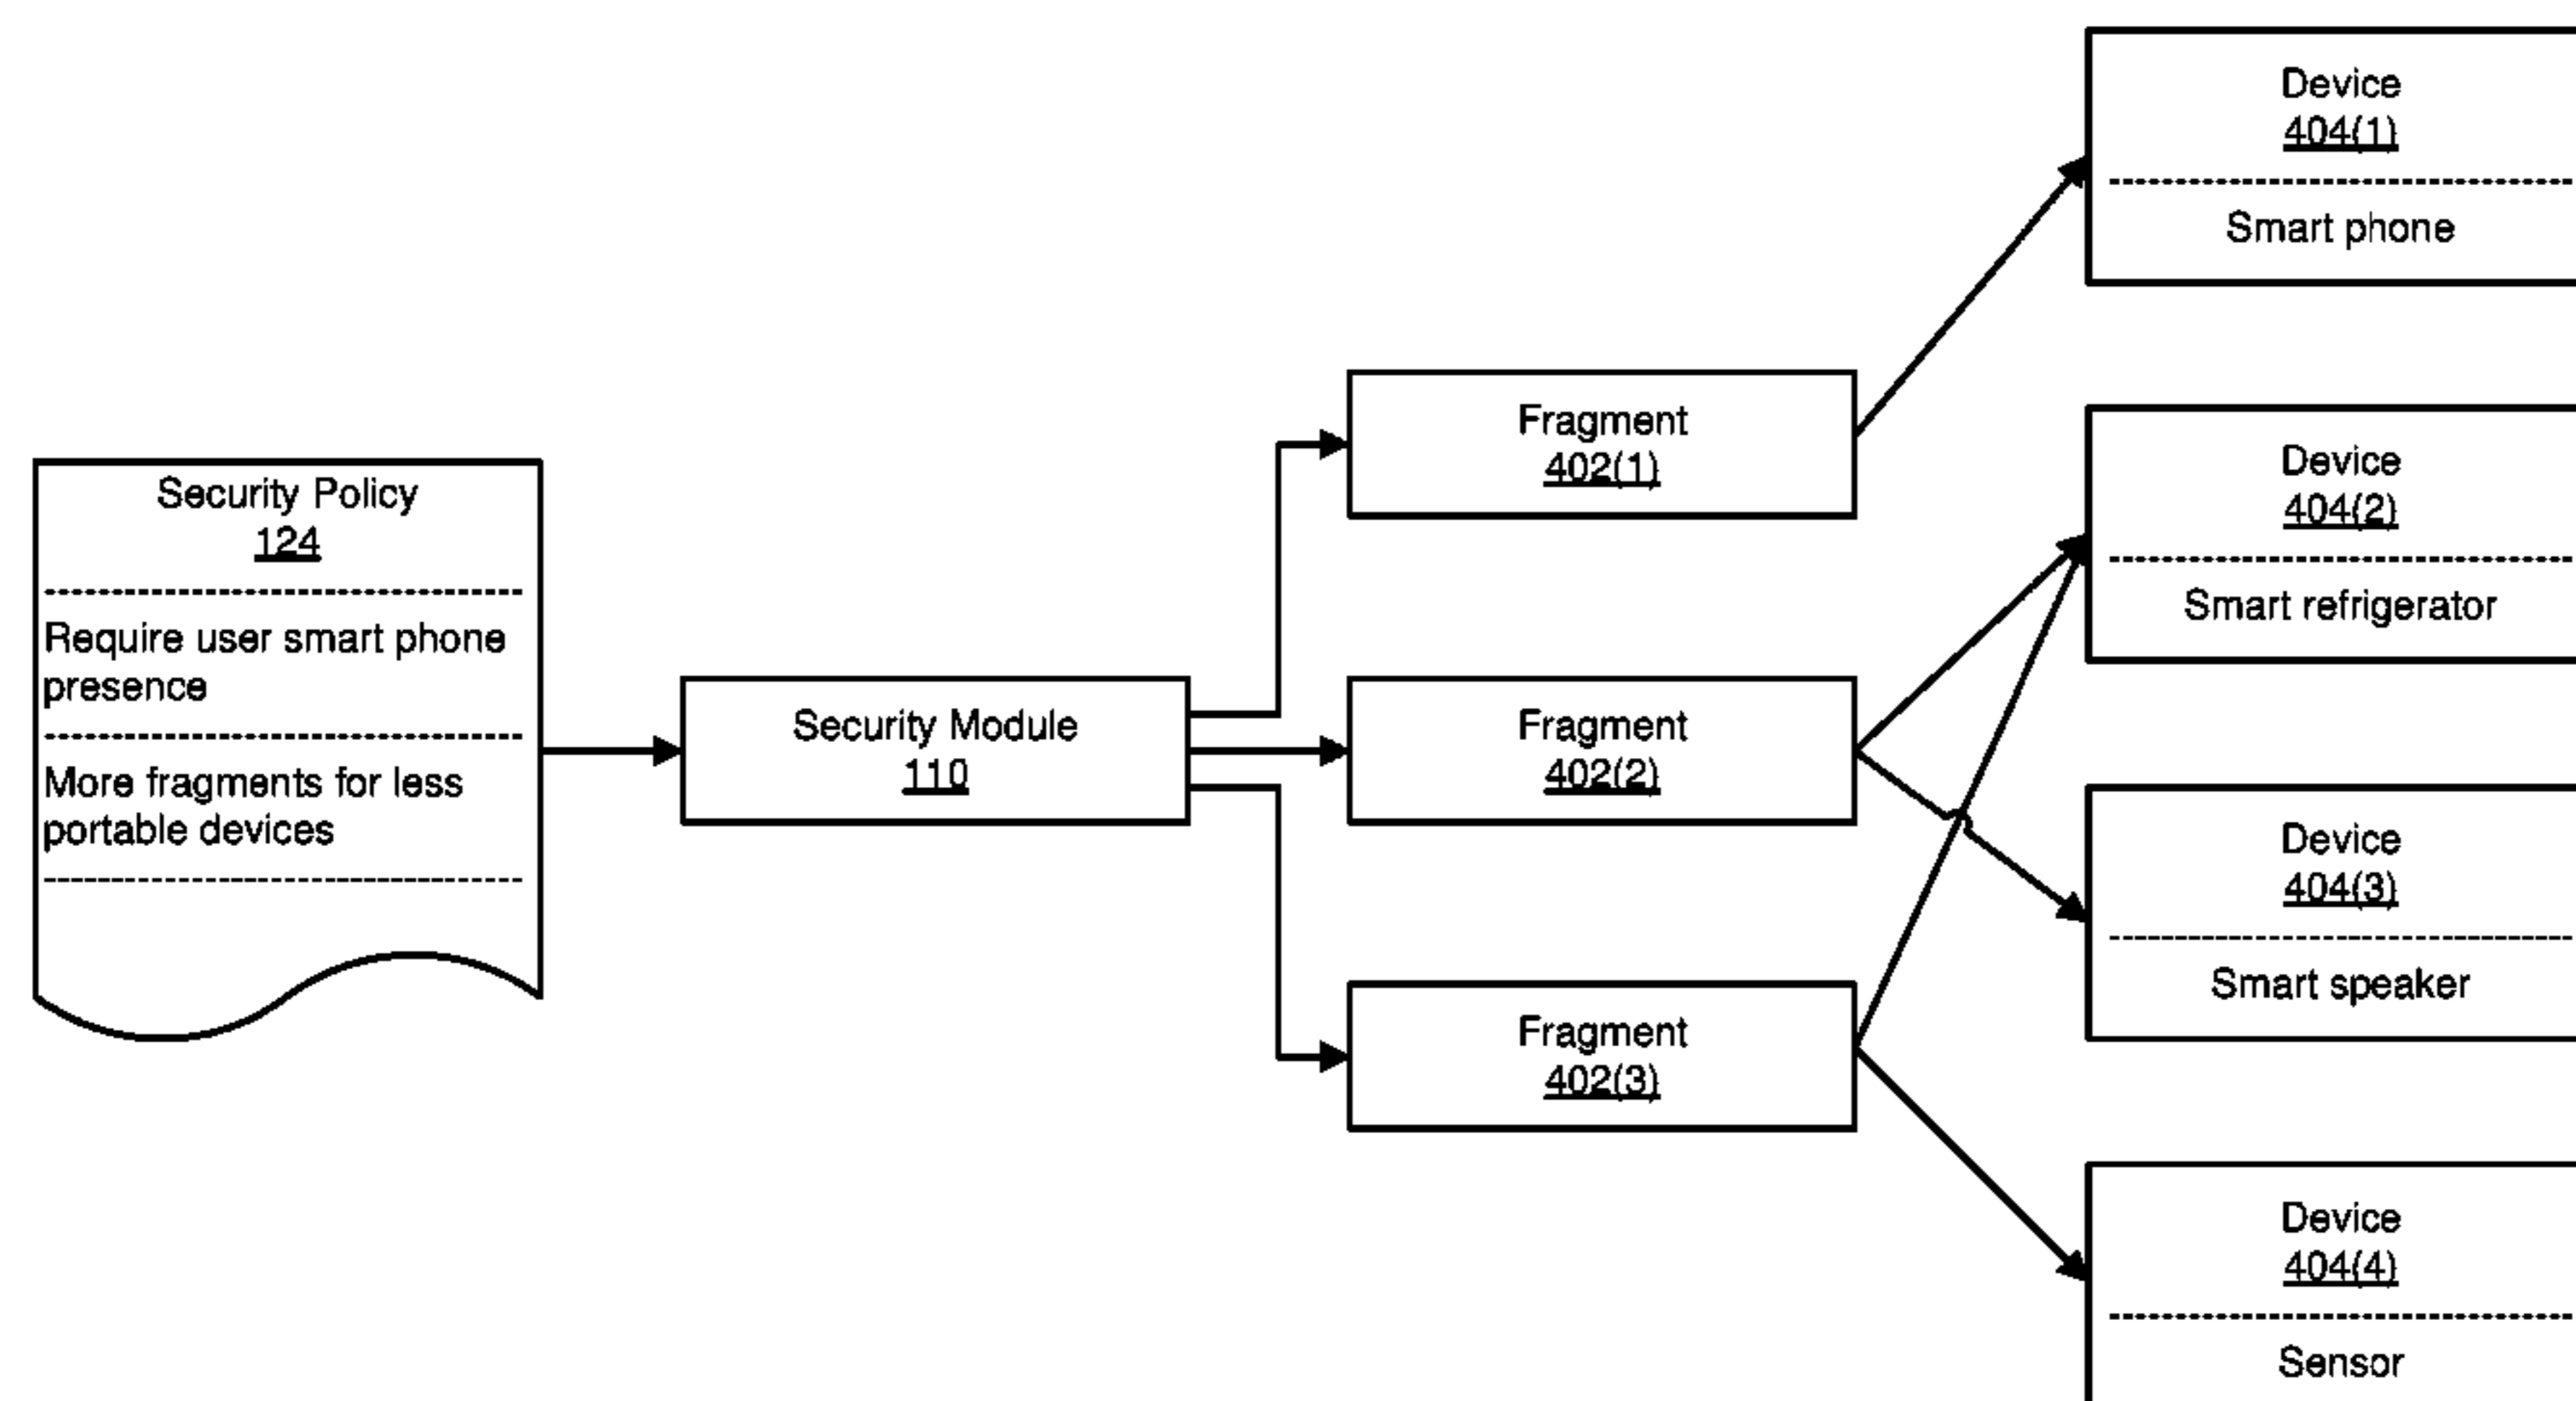 Security Policy
124
Require user smart phone
presence
More fragments for less
portable devices
Security Module
110
Fragment
402(1)
Fragment
402(2)
Fragment
402(3)
Device
404(1)
Smart phone
Device
404(2)
Smart refrigerator
Device
404(3)
Smart speaker
Device
404(4)
Sensor